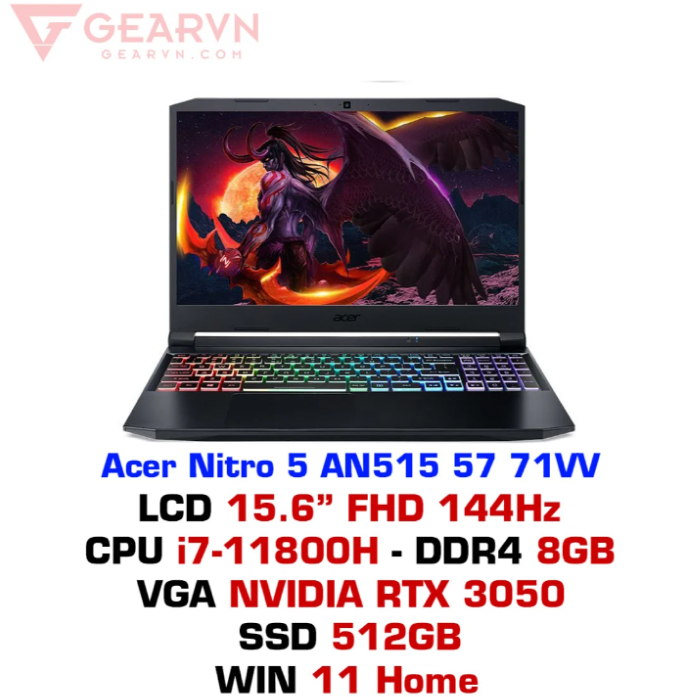 GEARVN
GEARVN.COM
acer
Acer Nitro 5 AN515 57 71VV
LCD 15.6” FHD 144Hz
CPU i7-11800H - DDR4 8GB
VGA NVIDIA RTX 3050
SSD 512GB
WIN 11 Home